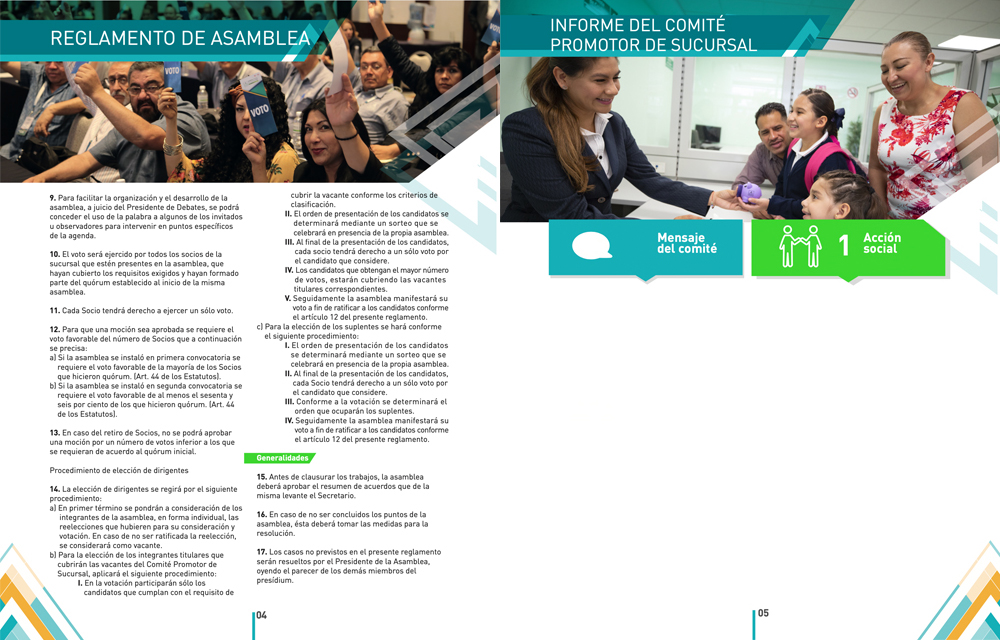 REGLAMENTO DE ASAMBLEA
VOTO
VOTO
9. Para facilitar la organización y el desarrollo de la
asamblea, a juicio del Presidente de Debates, se podrá
conceder el uso de la palabra a algunos de los invitados
u observadores para intervenir en puntos específicos
de la agenda.
10. El voto será ejercido por todos los socios de la
sucursal que estén presentes en la asamblea, que
hayan cubierto los requisitos exigidos y hayan formado
parte del quórum establecido al inicio de la misma
asamblea.
11. Cada Socio tendrá derecho a ejercer un sólo voto.
12. Para que una moción sea aprobada se requiere el
voto favorable del número de Socios que a continuación
se precisa:
a) Si la asamblea se instaló en primera convocatoria se
requiere el voto favorable de la mayoría de los Socios
que hicieron quórum. (Art. 44 de los Estatutos).
b) Si la asamblea se instaló en segunda convocatoria se
requiere el voto favorable de al menos el sesenta y
seis por ciento de los que hicieron quórum. (Art. 44
de los Estatutos).
13. En caso del retiro de Socios, no se podrá aprobar
una moción por un número de votos inferior a los que
se requieran de acuerdo al quórum inicial.
Procedimiento de elección de dirigentes
14. La elección de dirigentes se regirá por el siguiente
procedimiento:
a) En primer término se pondrán a consideración de los
integrantes de la asamblea, en forma individual, las
reelecciones que hubieren para su consideración y
votación. En caso de no ser ratificada la reelección,
se considerará como vacante.
b) Para la elección de los integrantes titulares que
cubrirán las vacantes del Comité Promotor de
Sucursal, aplicará el siguiente procedimiento:
I. En la votación participarán sólo los
candidatos que cumplan con el requisito de
cubrir la vacante conforme los criterios de
clasificación.
II. El orden de presentación de los candidatos se
determinará mediante un sorteo que se
celebrará en presencia de la propia asamblea.
III. Al final de la presentación de los candidatos,
cada socio tendrá derecho a un sólo voto por
el candidato que considere.
IV. Los candidatos que obtengan el mayor número
de votos, estarán cubriendo las vacantes
titulares correspondientes.
V. Seguidamente la asamblea manifestará su
voto a fin de ratificar a los candidatos conforme
el artículo 12 del presente reglamento.
c) Para la elección de los suplentes se hará conforme
el siguiente procedimiento:
I. El orden de presentación de los candidatos
se determinará mediante un sorteo que se
celebrará en presencia de la propia asamblea.
II. Al final de la presentación de los candidatos,
cada Socio tendrá derecho a un sólo voto por
el candidato que considere.
III. Conforme a la votación se determinará el
orden que ocuparán los suplentes.
IV. Seguidamente la asamblea manifestará su
voto a fin de ratificar a los candidatos conforme
el artículo 12 del presente reglamento.
Generalidades
15. Antes de clausurar los trabajos, la asamblea
deberá aprobar el resumen de acuerdos que de la
misma levante el Secretario.
16. En caso de no ser concluidos los puntos de la
asamblea, ésta deberá tomar las medidas para la
resolución.
17. Los casos no previstos en el presente reglamento
serán resueltos por el Presidente de la Asamblea,
oyendo el parecer de los demás miembros del
presídium.
04
INFORME DEL COMITÉ
PROMOTOR DE SUCURSAL
Mensaje
del comité
1 Acción
social
05